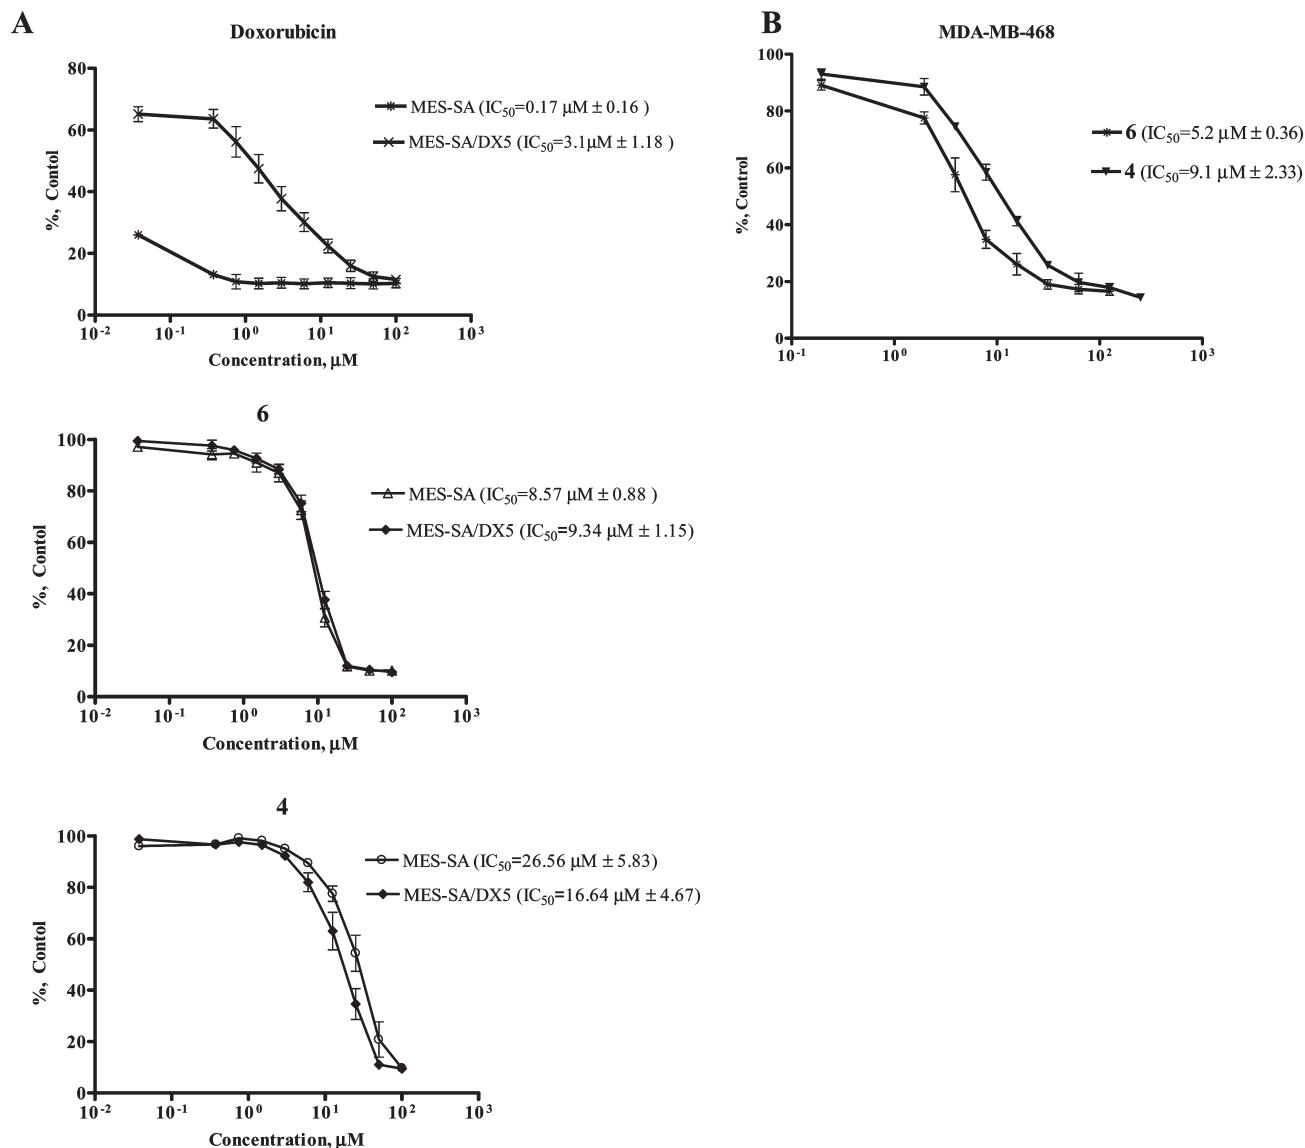 A
Doxorubicin
80
60
40
20
0
%, Contol
10-2 10-1 100 101 102 103
Concentration, μM
MES-SA (IC50=0.17 μM ± 0.16 )
MES-SA/DX5 (IC50=3.1μM ± 1.18 )
B
MDA-MB-468
100
80
60
40
20
0
%, Control
10-1 100 101 102 103
6 (IC50=5.2 μM ± 0.36)
4 (IC50=9.1 μM ± 2.33)
6
100
80
60
40
20
0
%, Contol
10-2 10-1 100 101 102 103
Concentration, μM
MES-SA (IC50=8.57 μM ± 0.88 )
MES-SA/DX5 (IC50=9.34 μM ± 1.15)
4
100
80
60
40
20
0
%, Contol
10-2 10-1 100 101 102 103
Concentration, μM
MES-SA (IC50=26.56 μM ± 5.83)
MES-SA/DX5 (IC50=16.64 μM ± 4.67)